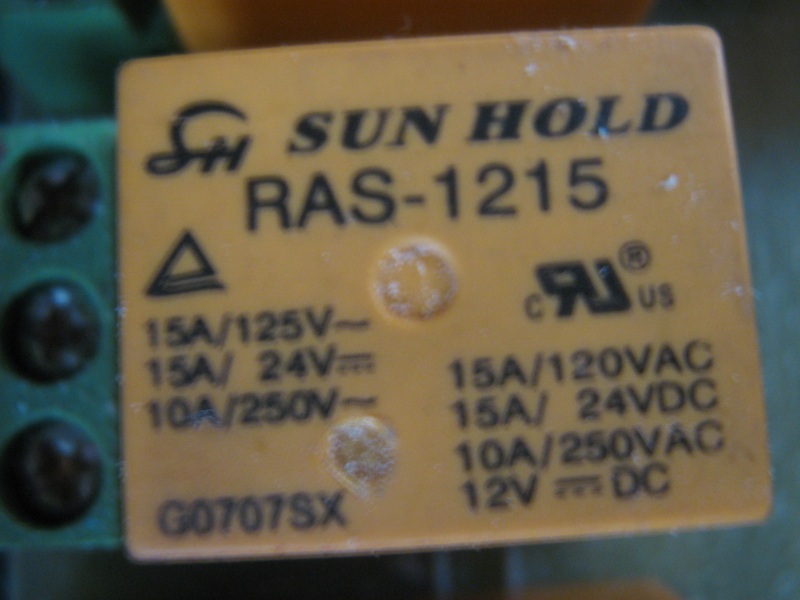 SH SUN HOLD
RAS-1215
c RU ® US
15A/125V~
15A/ 24V⎓
10A/250V~
15A/120VAC
15A/ 24VDC
10A/250VAC
12V ⎓ DC
G0707SX